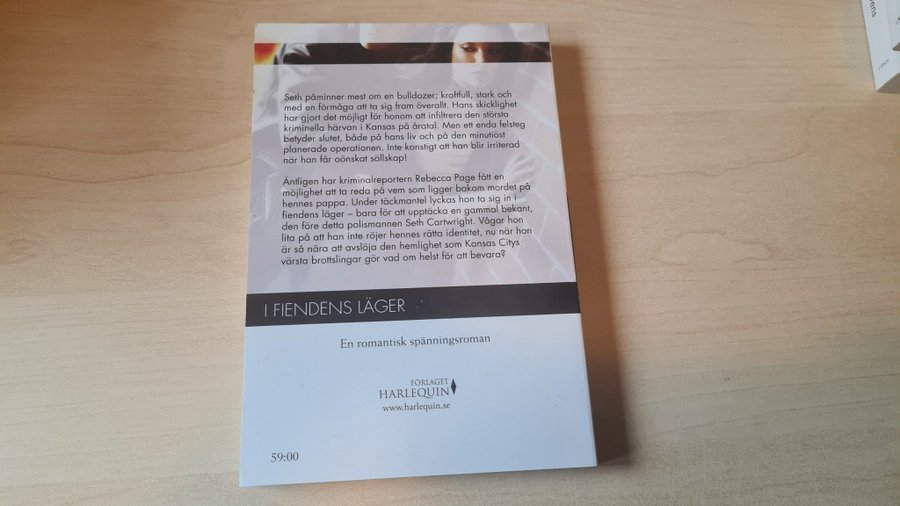 Seth påminner mest om en bulldozer; kraftfull, stark och
med en förmåga att ta sig fram överallt. Hans skicklighet
har gjort det möjligt för honom att infiltrera den största
kriminella härvan i Kansas på åratal. Men ett enda felsteg
betyder slutet, både på hans liv och på den minutiöst
planerade operationen. Inte konstigt att han blir irriterad
när han får oönskat sällskap!
Äntligen har kriminalreportern Rebecca Page fått en
möjlighet att ta reda på vem som ligger bakom mordet på
hennes pappa. Under täckmantel lyckas hon ta sig in i
fiendens läger – bara för att upptäcka en gammal bekant,
den före detta polismannen Seth Cartwright. Vågar hon
lita på att han inte röjer hennes rätta identitet, nu när hon
är så nära att avslöja den hemlighet som Kansas Citys
värsta brottslingar gör vad om helst för att bevara?
I FIENDENS LÄGER
En romantisk spänningsroman
FÖRLAGET
HARLEQUIN
www.harlequin.se
59:00